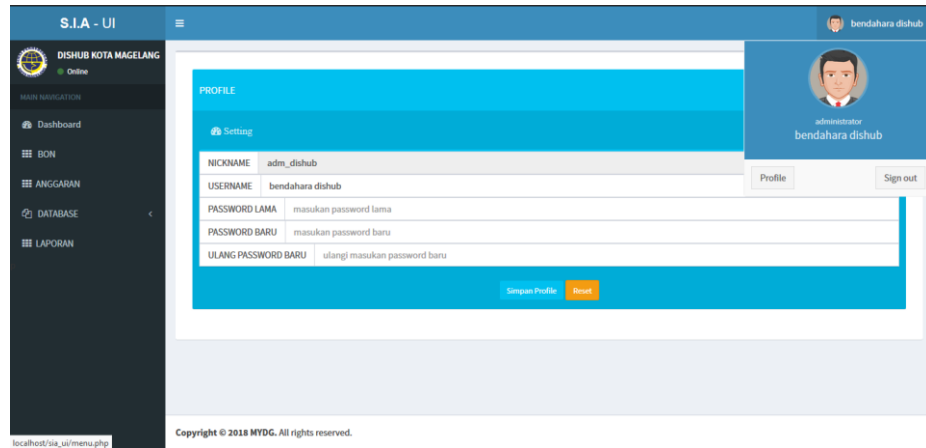 S.I.A - UI
bendahara dishub
DISHUB KOTA MAGELANG
Online
MAIN NAVIGATION
Dashboard
BON
ANGGARAN
DATABASE
LAPORAN
PROFILE
Setting
NICKNAME adm_dishub
USERNAME bendahara dishub
PASSWORD LAMA masukan password lama
PASSWORD BARU masukan password baru
ULANG PASSWORD BARU ulangi masukan password baru
Simpan Profile Reset
administrator
bendahara dishub
Profile Sign out
Copyright © 2018 MYDG. All rights reserved.
localhost/sia_ui/menu.php